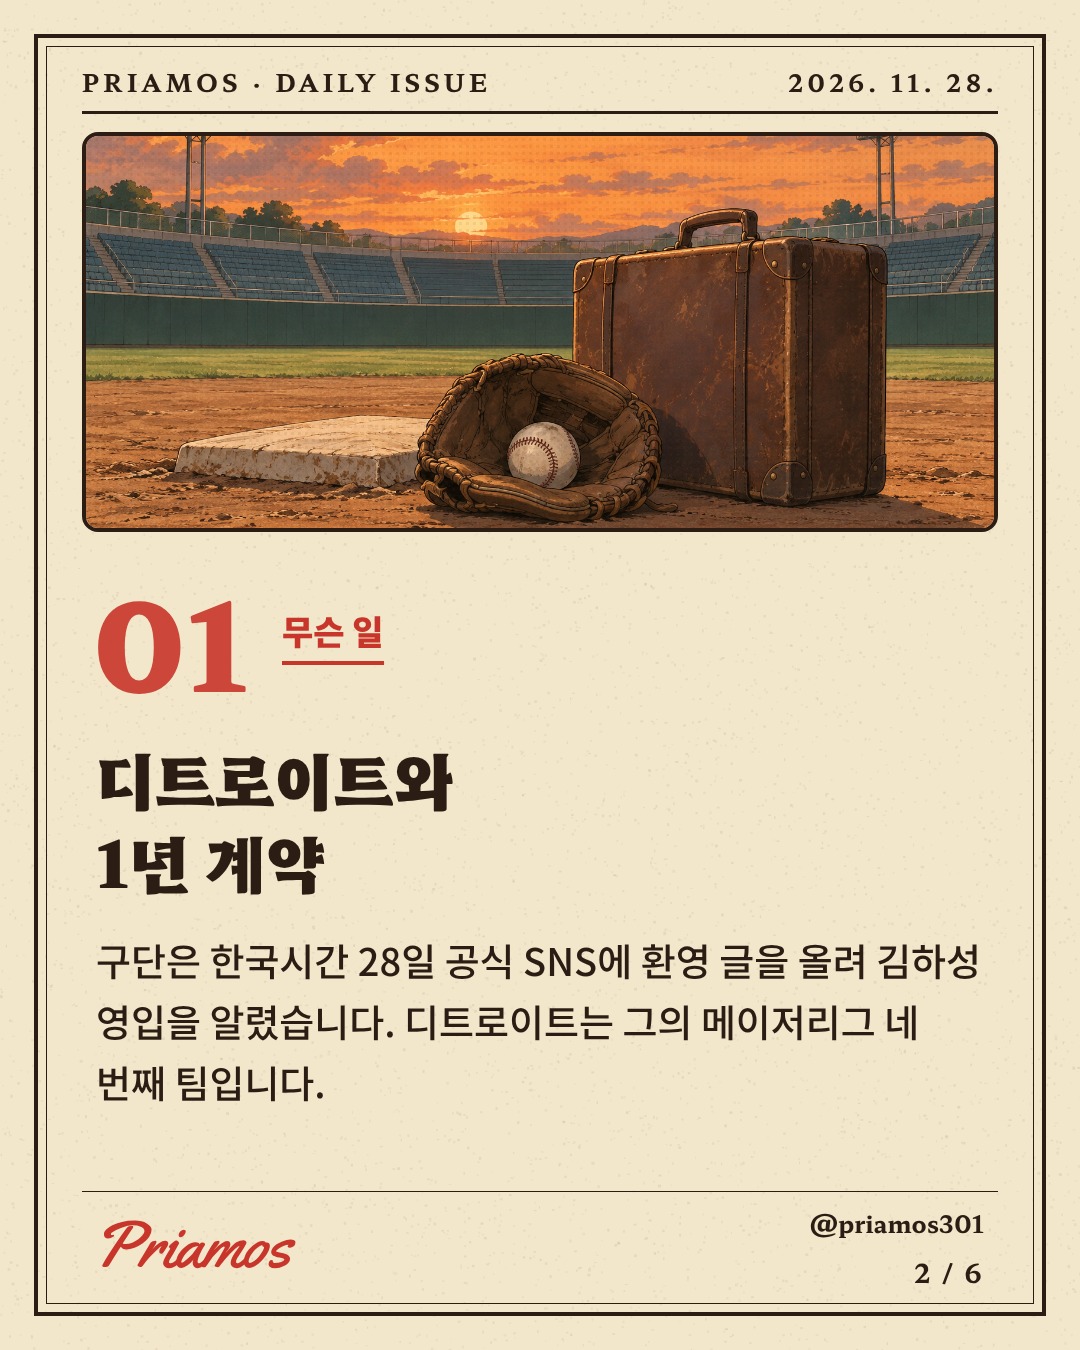 PRIAMOS · DAILY ISSUE
2026. 11. 28.
01
무슨 일
디트로이트와
1년 계약
구단은 한국시간 28일 공식 SNS에 환영 글을 올려 김하성
영입을 알렸습니다. 디트로이트는 그의 메이저리그 네
번째 팀입니다.
Priamos
@priamos301
2 / 6